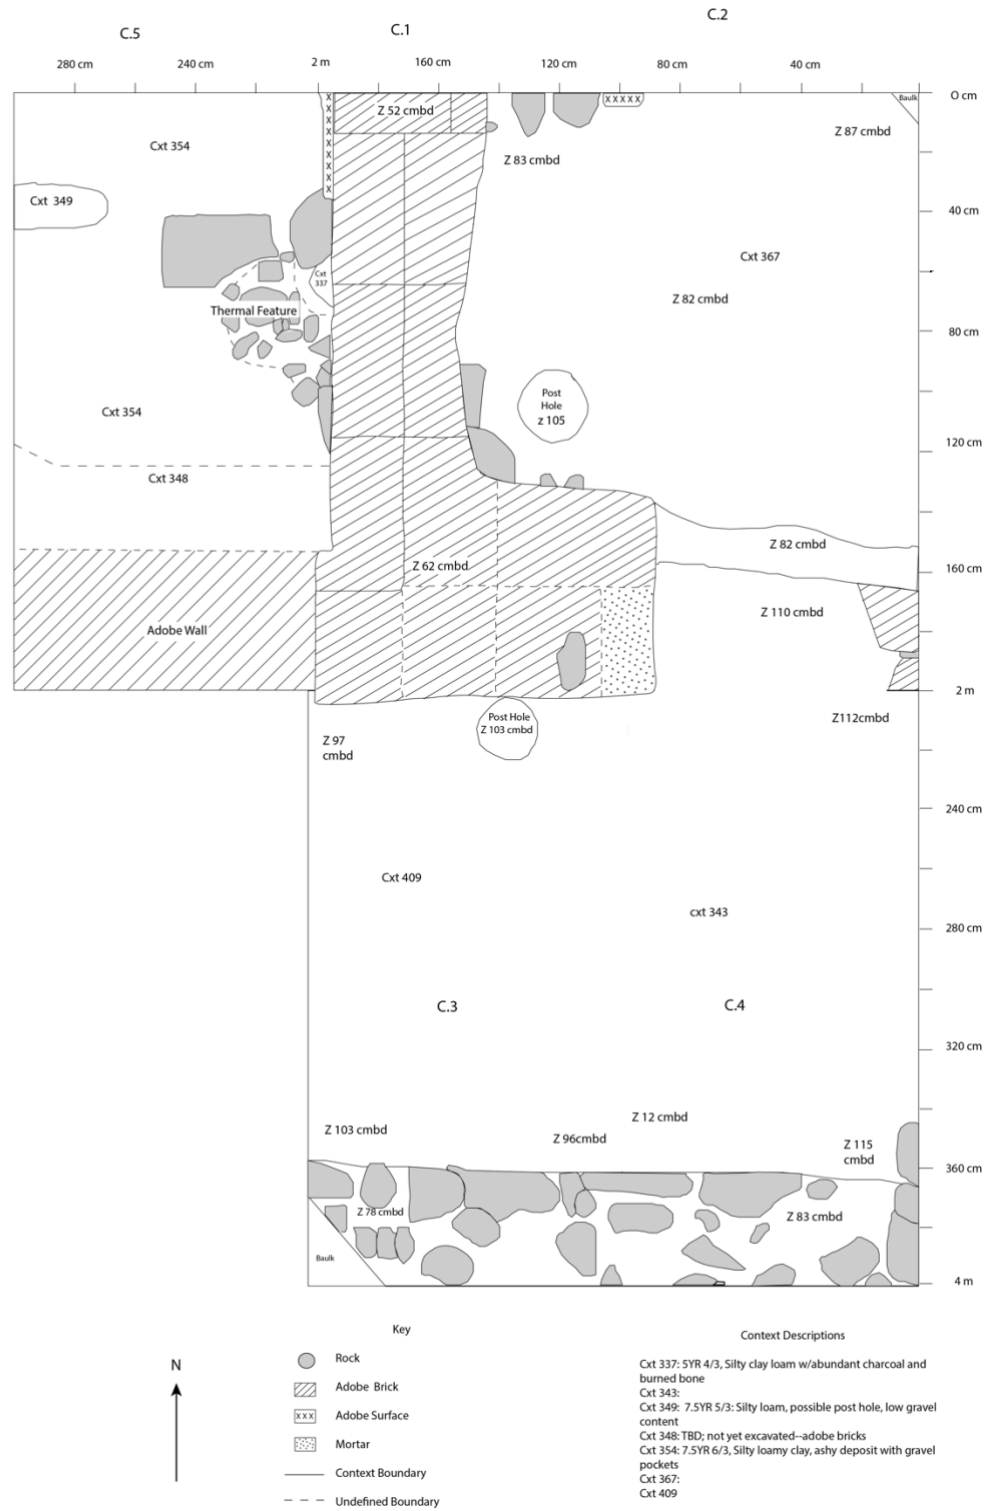 C.5
C.1
C.2
280 cm
240 cm
2 m
160 cm
120 cm
80 cm
40 cm
X
X
X
X
X
X
X
X
X
Z 52 cmbd
X X X X X
Baulk
O cm
Z 87 cmbd
Cxt 354
Z 83 cmbd
Cxt 349
40 cm
Cxt 367
Cxt
337
Z 82 cmbd
Thermal Feature
80 cm
Post
Hole
z 105
Cxt 354
120 cm
Cxt 348
Z 82 cmbd
Z 62 cmbd
160 cm
Z 110 cmbd
Adobe Wall
2 m
Post Hole
Z 103 cmbd
Z112cmbd
Z 97
cmbd
240 cm
Cxt 409
cxt 343
280 cm
C.3
C.4
320 cm
Z 12 cmbd
Z 103 cmbd
Z 96cmbd
Z 115
cmbd
360 cm
Z 78 cmbd
Z 83 cmbd
Baulk
4 m
N
Key
Rock
Adobe Brick
XXX
Adobe Surface
Mortar
Context Boundary
Undefined Boundary
Context Descriptions
Cxt 337: 5YR 4/3, Silty clay loam w/abundant charcoal and
burned bone
Cxt 343:
Cxt 349: 7.5YR 5/3: Silty loam, possible post hole, low gravel
content
Cxt 348: TBD; not yet excavated--adobe bricks
Cxt 354: 7.5YR 6/3, Silty loamy clay, ashy deposit with gravel
pockets
Cxt 367:
Cxt 409